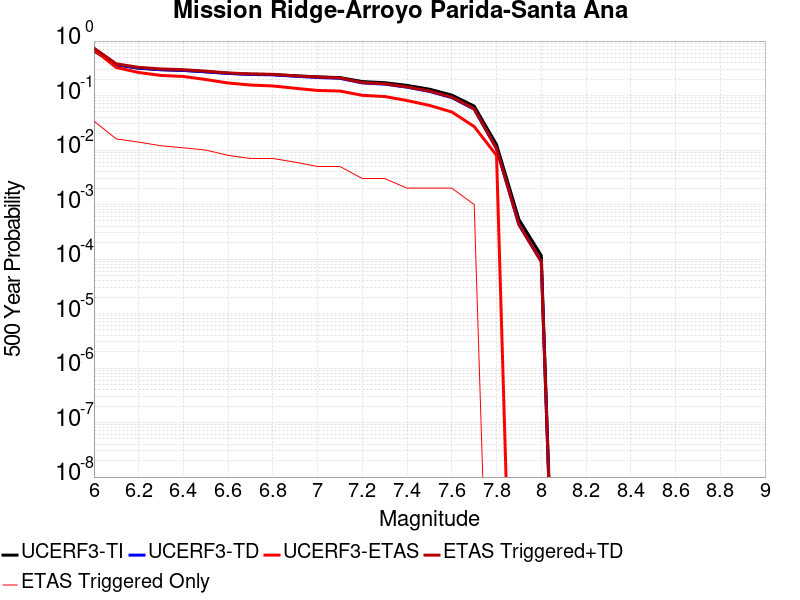 Mission Ridge-Arroyo Parida-Santa Ana
500 Year Probability
10^0
10^-1
10^-2
10^-3
10^-4
10^-5
10^-6
10^-7
10^-8
6 6.2 6.4 6.6 6.8 7 7.2 7.4 7.6 7.8 8 8.2 8.4 8.6 8.8 9
Magnitude
UCERF3-TI UCERF3-TD UCERF3-ETAS ETAS Triggered+TD
ETAS Triggered Only